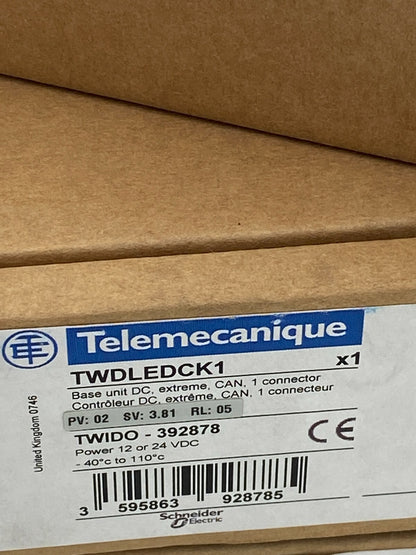 Telemecanique
TWDLEDCK1 x1
Base unit DC, extreme, CAN, 1 connector
Contrôleur DC, extrême, CAN, 1 connecteur
PV: 02 SV: 3.81 RL: 05
TWIDO - 392878
Power 12 or 24 VDC
- 40°c to 110°c
CE
3 595863 928785
Schneider
Electric
United Kingdom 0746